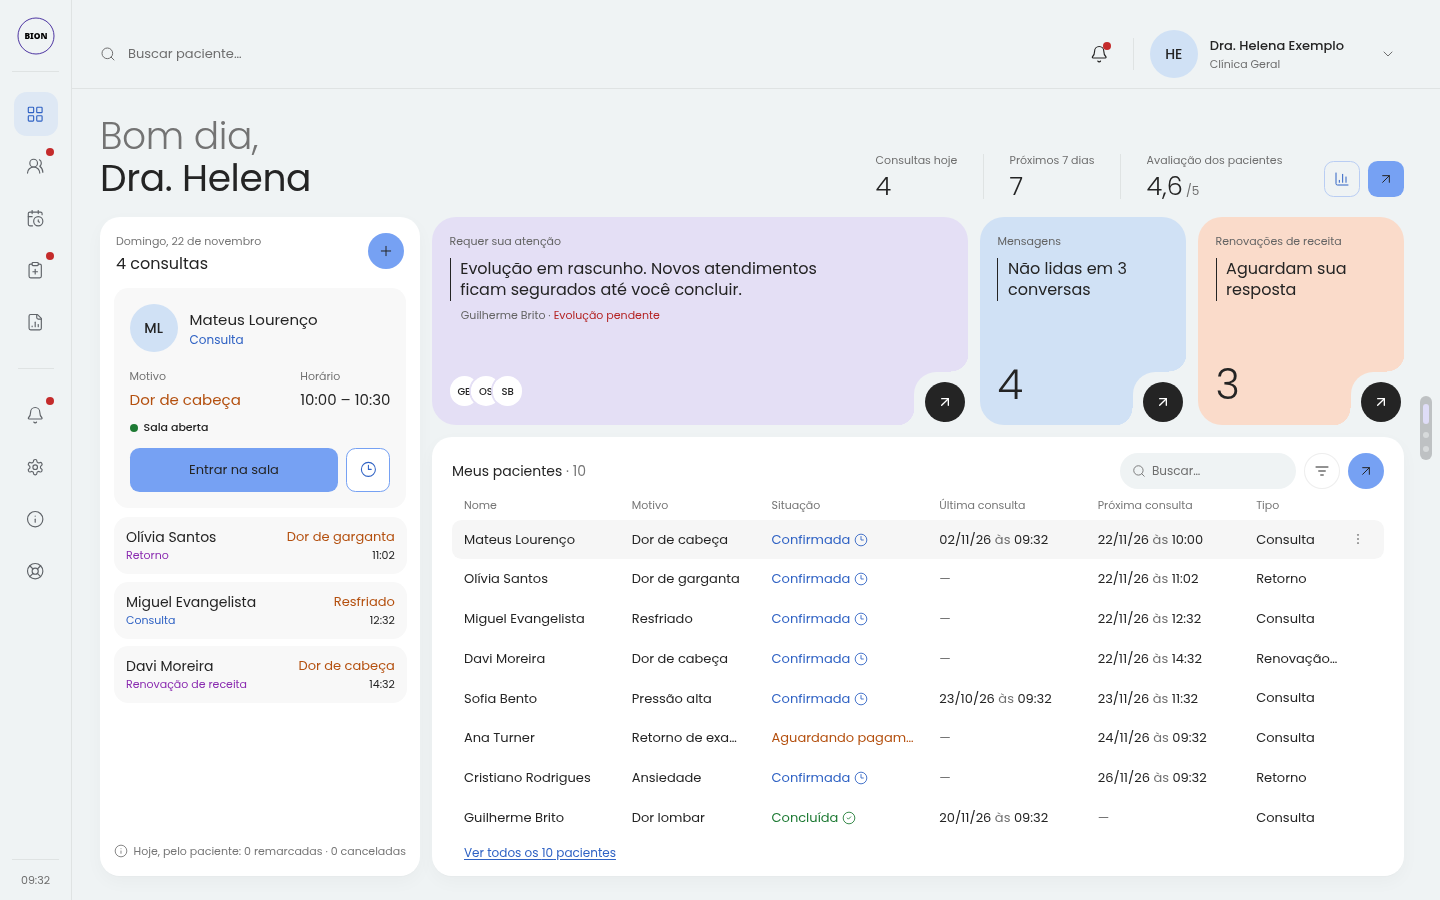 BION
Buscar paciente...
HE
Dra. Helena Exemplo
Clínica Geral
Bom dia,
Dra. Helena
Consultas hoje
4
Próximos 7 dias
7
Avaliação dos pacientes
4,6 /5
Domingo, 22 de novembro
4 consultas
ML
Mateus Lourenço
Consulta
Motivo
Dor de cabeça
Horário
10:00 – 10:30
Sala aberta
Entrar na sala
Olívia Santos
Dor de garganta
Retorno
11:02
Miguel Evangelista
Resfriado
Consulta
12:32
Davi Moreira
Dor de cabeça
Renovação de receita
14:32
Hoje, pelo paciente: 0 remarcadas · 0 canceladas
Requer sua atenção
Evolução em rascunho. Novos atendimentos
ficam segurados até você concluir.
Guilherme Brito · Evolução pendente
GB
OS
SB
Mensagens
Não lidas em 3
conversas
4
Renovações de receita
Aguardam sua
resposta
3
Meus pacientes · 10
Buscar...
Nome Motivo Situação Última consulta Próxima consulta Tipo
Mateus Lourenço Dor de cabeça Confirmada 02/11/26 às 09:32 22/11/26 às 10:00 Consulta
Olívia Santos Dor de garganta Confirmada — 22/11/26 às 11:02 Retorno
Miguel Evangelista Resfriado Confirmada — 22/11/26 às 12:32 Consulta
Davi Moreira Dor de cabeça Confirmada — 22/11/26 às 14:32 Renovação...
Sofia Bento Pressão alta Confirmada 23/10/26 às 09:32 23/11/26 às 11:32 Consulta
Ana Turner Retorno de exa... Aguardando pagam... — 24/11/26 às 09:32 Consulta
Cristiano Rodrigues Ansiedade Confirmada — 26/11/26 às 09:32 Retorno
Guilherme Brito Dor lombar Concluída 20/11/26 às 09:32 — Consulta
Ver todos os 10 pacientes
09:32